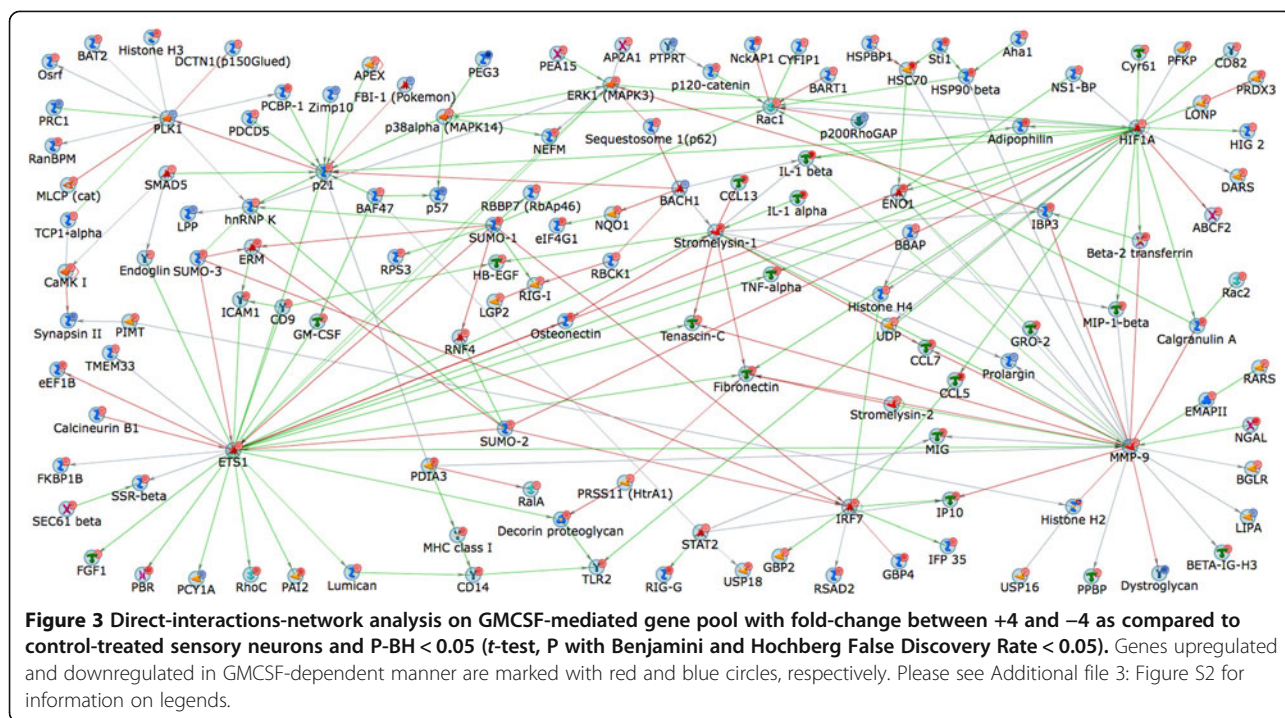 BAT2
Histone H3
DCTN1(p150Glued)
Osrf
APEX
FBI-1 (Pokemon)
PEG3
PEA15
AP2A1
PTPRT
NckAP1
CYFIP1
HSPBP1
Sti1
Aha1
Cyr61
PFKP
CD82
PRC1
PLK1
PCBP-1
Zimp10
PDCD5
p38alpha (MAPK14)
ERK1 (MAPK3)
p120-catenin
BART1
Rac1
HSC70
HSP90 beta
NS1-BP
PRDX3
LONP
RanBPM
MLCP (cat)
SMAD5
p21
NEFM
Sequestosome 1(p62)
p200RhoGAP
Adipophilin
HIF1A
HIG 2
DARS
TCP1-alpha
LPP
hnRNP K
BAF47
p57
RBBP7 (RbAp46)
BACH1
CCL13
IL-1 beta
IL-1 alpha
ENO1
IBP3
ABCF2
CaMK I
Endoglin
SUMO-3
ERM
RPS3
SUMO-1
eIF4G1
NQO1
Stromelysin-1
BBAP
Beta-2 transferrin
HB-EGF
RIG-I
RBCK1
TNF-alpha
Histone H4
Rac2
Synapsin II
PIMT
ICAM1
CD9
GM-CSF
LGP2
RNF4
Osteonectin
Tenascin-C
UDP
GRO-2
MIP-1-beta
Calgranulin A
TMEM33
eEF1B
Fibronectin
CCL7
CCL5
Prolargin
RARS
Calcineurin B1
SUMO-2
Stromelysin-2
EMAPII
NGAL
ETS1
MIG
MMP-9
FKBP1B
SSR-beta
PDIA3
RalA
PRSS11 (HtrA1)
BGLR
SEC61 beta
Decorin proteoglycan
STAT2
IRF7
IP10
Histone H2
LIPA
FGF1
MHC class I
PBR
PCY1A
RhoC
PAI2
Lumican
CD14
TLR2
RIG-G
USP18
GBP2
RSAD2
GBP4
IFP 35
USP16
PPBP
Dystroglycan
BETA-IG-H3
Figure 3 Direct-interactions-network analysis on GMCSF-mediated gene pool with fold-change between +4 and −4 as compared to
control-treated sensory neurons and P-BH < 0.05 (t-test, P with Benjamini and Hochberg False Discovery Rate < 0.05). Genes upregulated
and downregulated in GMCSF-dependent manner are marked with red and blue circles, respectively. Please see Additional file 3: Figure S2 for
information on legends.